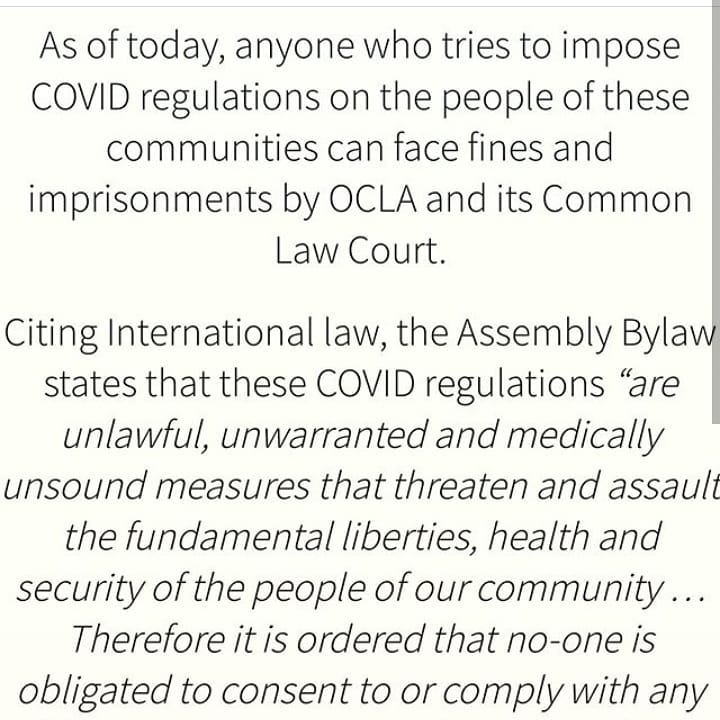 As of today, anyone who tries to impose
COVID regulations on the people of these
communities can face fines and
imprisonments by OCLA and its Common
Law Court.
Citing International law, the Assembly Bylaw
states that these COVID regulations “are
unlawful, unwarranted and medically
unsound measures that threaten and assault
the fundamental liberties, health and
security of the people of our community …
Therefore it is ordered that no-one is
obligated to consent to or comply with any